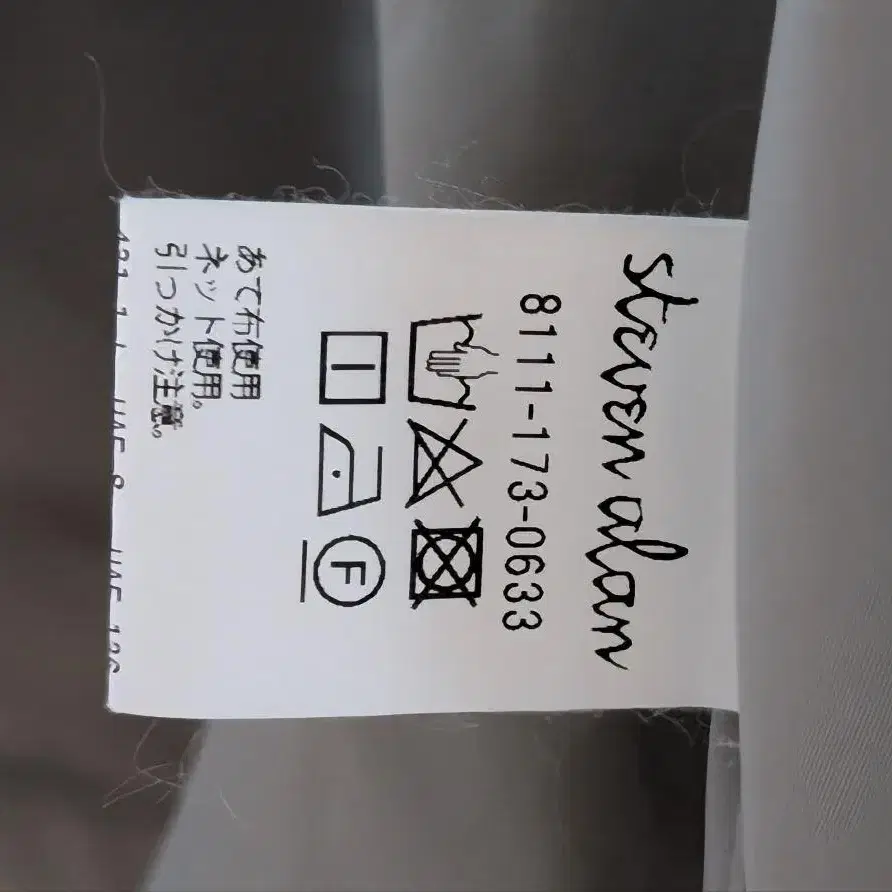 steven alan
8111-173-0633
F
あて布使用
ネット使用。
引っかけ注意。